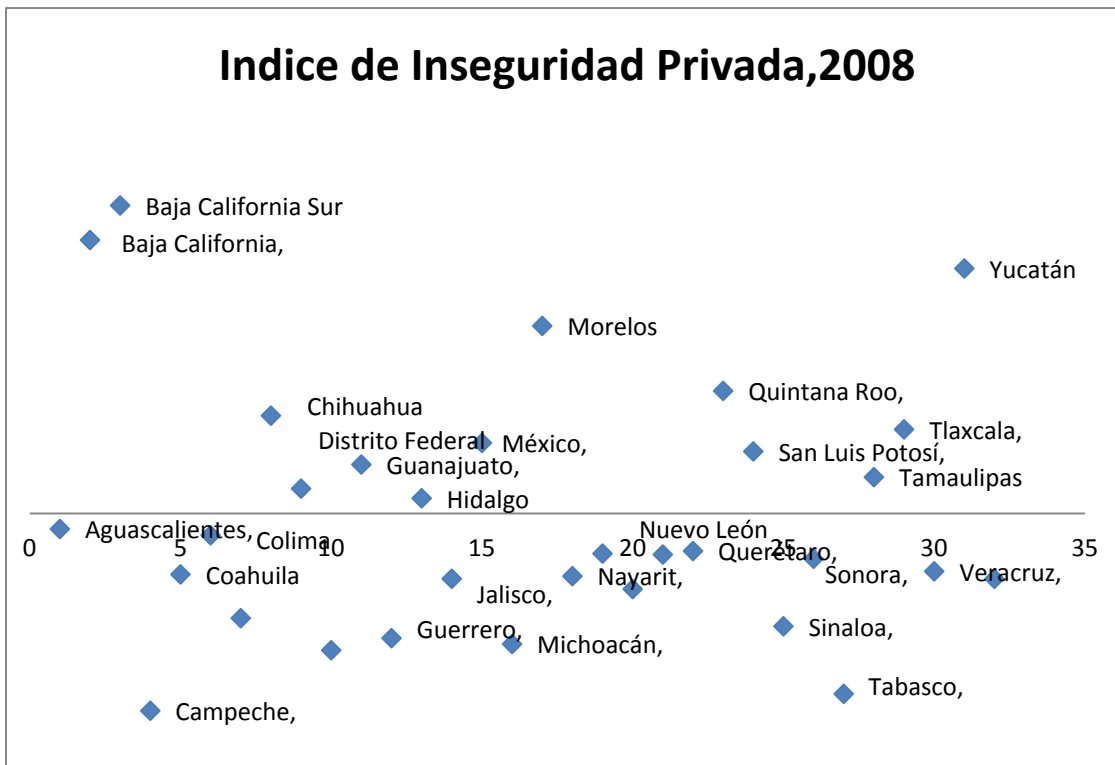 Indice de Inseguridad Privada,2008
Baja California Sur
Baja California,
Yucatán
Morelos
Quintana Roo,
Chihuahua
Tlaxcala,
Distrito Federal
México,
San Luis Potosí,
Guanajuato,
Tamaulipas
Hidalgo
Aguascalientes,
Colima
Nuevo León
Querétaro,
0 5 10 15 20 25 30 35
Coahuila
Nayarit,
Sonora,
Veracruz,
Jalisco,
Guerrero,
Michoacán,
Sinaloa,
Tabasco,
Campeche,